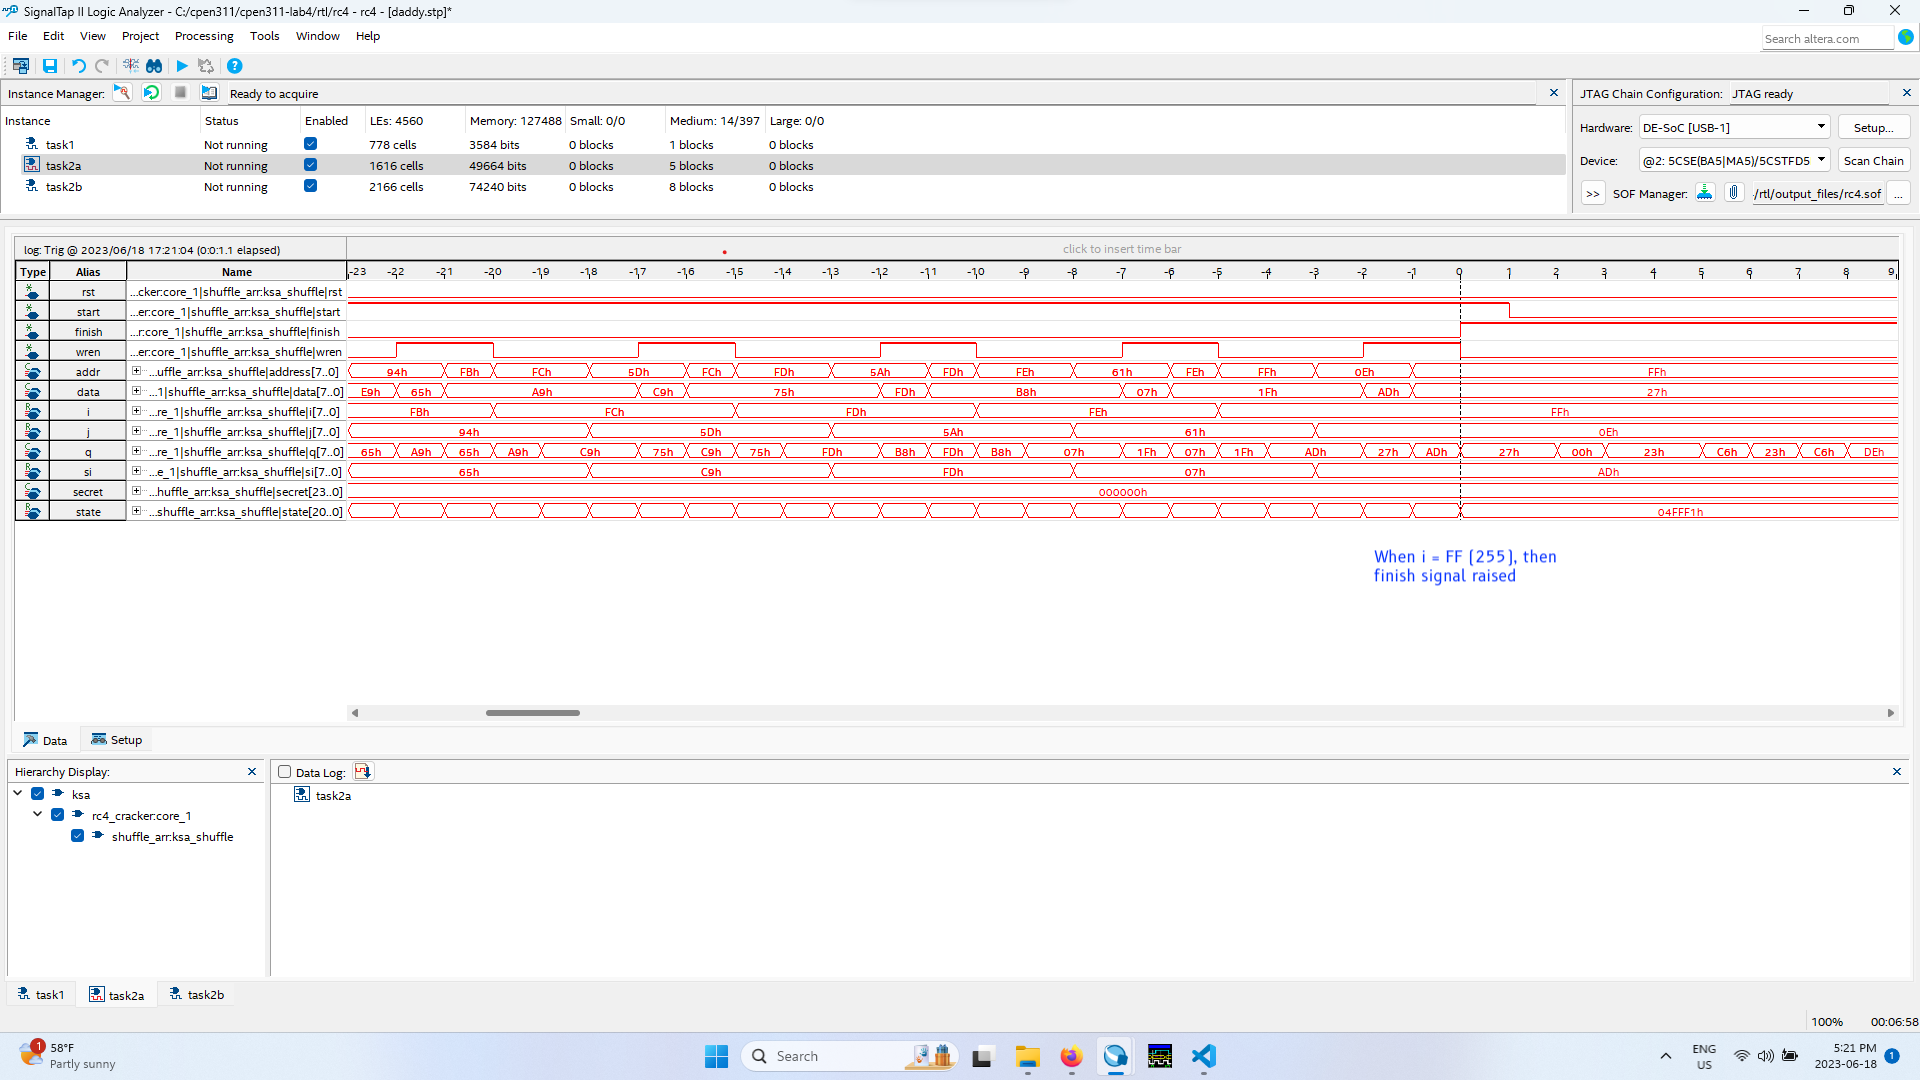 SignalTap II Logic Analyzer - C:/cpen311/cpen311-lab4/rtl/rc4 - rc4 - [daddy.stp]*
File Edit View Project Processing Tools Window Help
Search altera.com
Instance Manager: Ready to acquire
Instance Status Enabled LEs: 4560 Memory: 127488 Small: 0/0 Medium: 14/397 Large: 0/0
task1 Not running 778 cells 3584 bits 0 blocks 1 blocks 0 blocks
task2a Not running 1616 cells 49664 bits 0 blocks 5 blocks 0 blocks
task2b Not running 2166 cells 74240 bits 0 blocks 8 blocks 0 blocks
JTAG Chain Configuration: JTAG ready
Hardware: DE-SoC [USB-1] Setup...
Device: @2: 5CSE(BA5|MA5)/5CSTFD5 Scan Chain
>> SOF Manager: /rtl/output_files/rc4.sof ...
log: Trig @ 2023/06/18 17:21:04 (0:0:1.1 elapsed) click to insert time bar
Type Alias Name -23 -22 -21 -20 -19 -18 -17 -16 -15 -14 -13 -12 -11 -10 -9 -8 -7 -6 -5 -4 -3 -2 -1 0 1 2 3 4 5 6 7 8 9
rst ...cker:core_1|shuffle_arr:ksa_shuffle|rst
start ...er:core_1|shuffle_arr:ksa_shuffle|start
finish ...r:core_1|shuffle_arr:ksa_shuffle|finish
wren ...er:core_1|shuffle_arr:ksa_shuffle|wren
addr ...uffle_arr:ksa_shuffle|address[7..0] 94h FBh FCh 5Dh FCh FDh 5Ah FDh FEh 61h FEh FFh 0Eh FFh
data ...1|shuffle_arr:ksa_shuffle|data[7..0] E9h 65h A9h C9h 75h FDh B8h 07h 1Fh ADh 27h
i ...re_1|shuffle_arr:ksa_shuffle|i[7..0] FBh FCh FDh FEh FFh
j ...re_1|shuffle_arr:ksa_shuffle|j[7..0] 94h 5Dh 5Ah 61h 0Eh
q ...re_1|shuffle_arr:ksa_shuffle|q[7..0] 65h A9h 65h A9h C9h 75h C9h 75h FDh B8h FDh B8h 07h 1Fh 07h 1Fh ADh 27h ADh 27h 00h 23h C6h 23h C6h DEh
si ...e_1|shuffle_arr:ksa_shuffle|si[7..0] 65h C9h FDh 07h ADh
secret ...huffle_arr:ksa_shuffle|secret[23..0] 000000h
state ...shuffle_arr:ksa_shuffle|state[20..0] 04FFF1h
When i = FF (255), then
finish signal raised
Data Setup
Hierarchy Display:
ksa
rc4_cracker:core_1
shuffle_arr:ksa_shuffle
Data Log:
task2a
task1 task2a task2b
100% 00:06:58
1
58°F
Partly sunny
Search
ENG
US
5:21 PM
2023-06-18
1